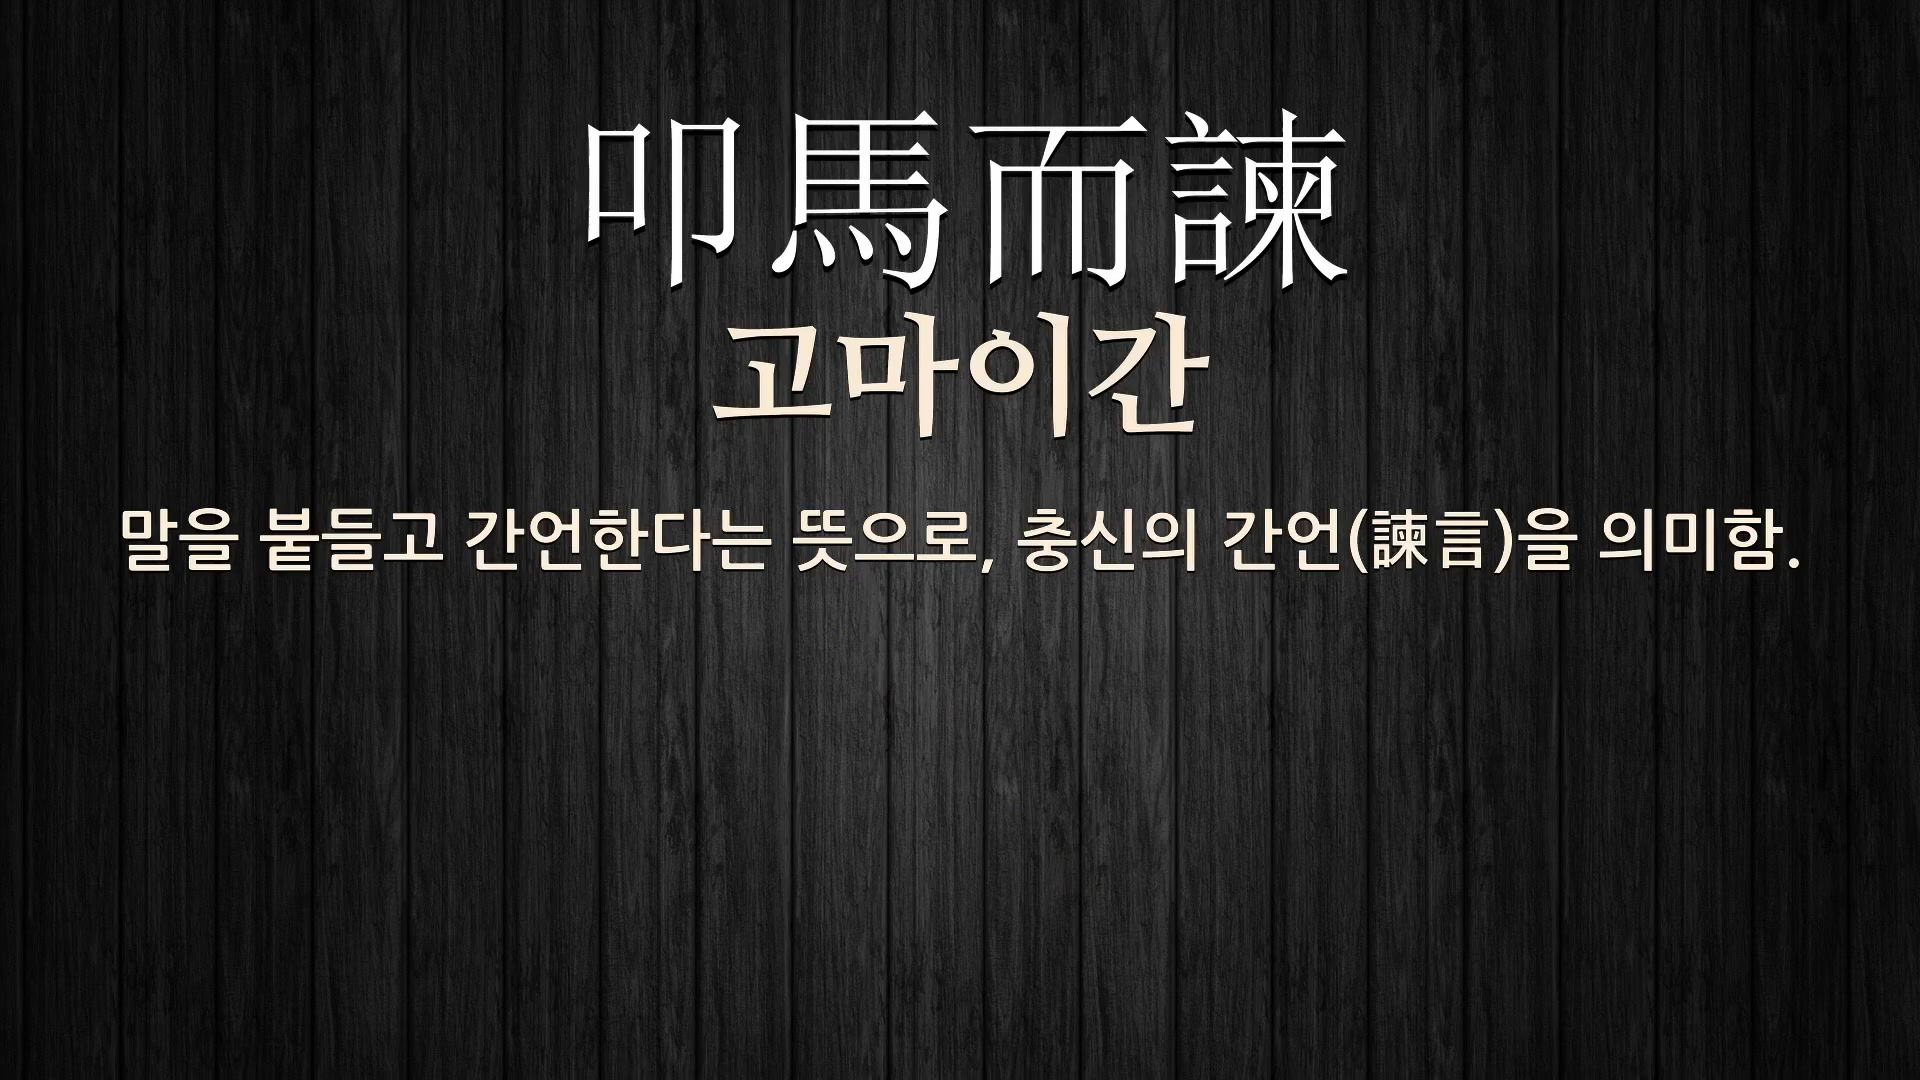 叩馬而諫
고마이간
말을 붙들고 간언한다는 뜻으로, 충신의 간언(諫言)을 의미함.